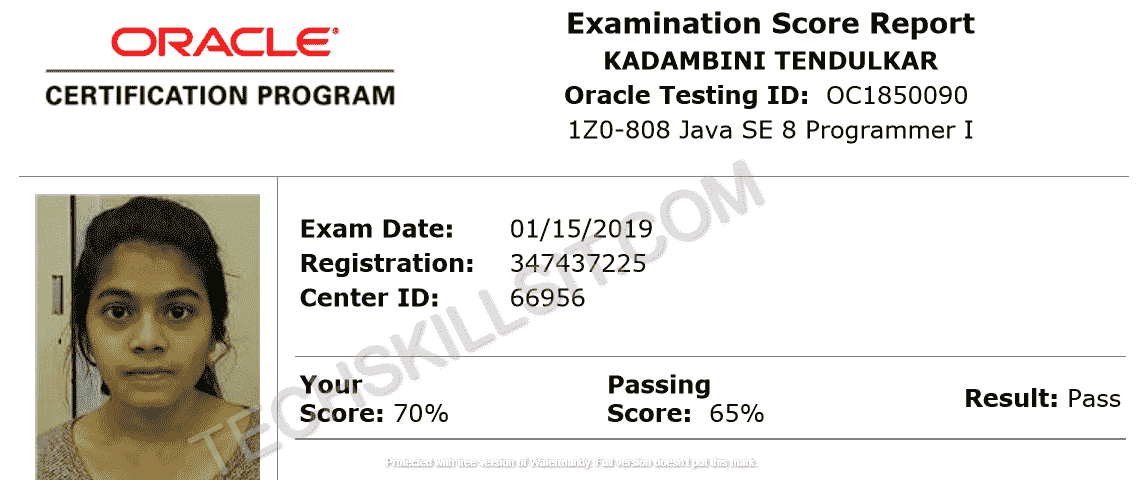 ORACLE
CERTIFICATION PROGRAM
Examination Score Report
KADAMBINI TENDULKAR
Oracle Testing ID: OC1850090
1Z0-808 Java SE 8 Programmer I
Exam Date: 01/15/2019
Registration: 347437225
Center ID: 66956
Your
Score: 70%
Passing
Score: 65%
Result: Pass
TECHSKILLSIT.COM
Protected with free version of Watermarkly. Full version doesn't put this mark.